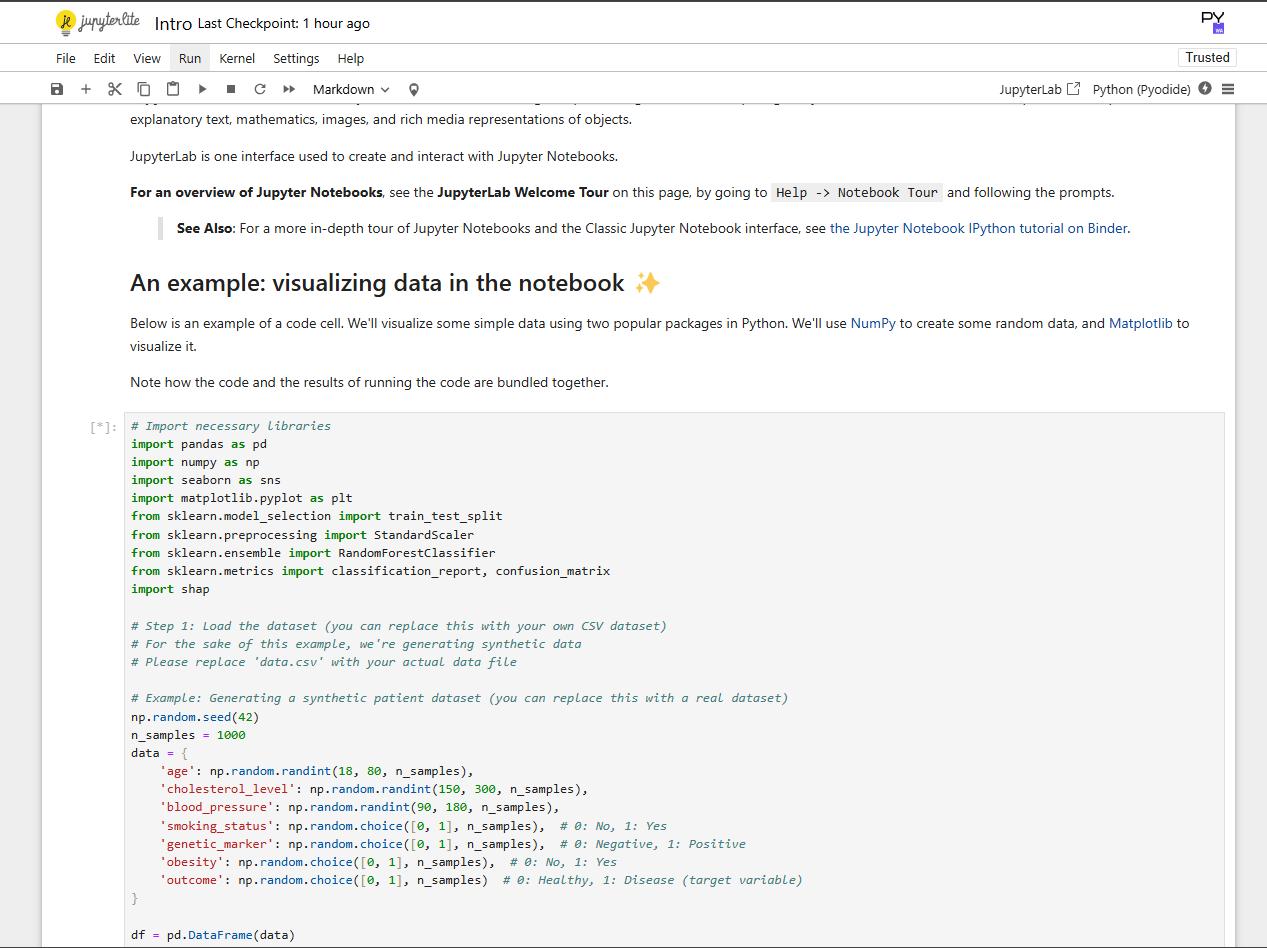 jupyterlite Intro Last Checkpoint: 1 hour ago PY
WA
File Edit View Run Kernel Settings Help Trusted
Markdown JupyterLab Python (Pyodide)
explanatory text, mathematics, images, and rich media representations of objects.
JupyterLab is one interface used to create and interact with Jupyter Notebooks.
For an overview of Jupyter Notebooks, see the JupyterLab Welcome Tour on this page, by going to Help -> Notebook Tour and following the prompts.
See Also: For a more in-depth tour of Jupyter Notebooks and the Classic Jupyter Notebook interface, see the Jupyter Notebook IPython tutorial on Binder.
An example: visualizing data in the notebook ✨
Below is an example of a code cell. We'll visualize some simple data using two popular packages in Python. We'll use NumPy to create some random data, and Matplotlib to
visualize it.
Note how the code and the results of running the code are bundled together.
[*]: # Import necessary libraries
import pandas as pd
import numpy as np
import seaborn as sns
import matplotlib.pyplot as plt
from sklearn.model_selection import train_test_split
from sklearn.preprocessing import StandardScaler
from sklearn.ensemble import RandomForestClassifier
from sklearn.metrics import classification_report, confusion_matrix
import shap
# Step 1: Load the dataset (you can replace this with your own CSV dataset)
# For the sake of this example, we're generating synthetic data
# Please replace 'data.csv' with your actual data file
# Example: Generating a synthetic patient dataset (you can replace this with a real dataset)
np.random.seed(42)
n_samples = 1000
data = {
    'age': np.random.randint(18, 80, n_samples),
    'cholesterol_level': np.random.randint(150, 300, n_samples),
    'blood_pressure': np.random.randint(90, 180, n_samples),
    'smoking_status': np.random.choice([0, 1], n_samples),  # 0: No, 1: Yes
    'genetic_marker': np.random.choice([0, 1], n_samples),  # 0: Negative, 1: Positive
    'obesity': np.random.choice([0, 1], n_samples),  # 0: No, 1: Yes
    'outcome': np.random.choice([0, 1], n_samples)  # 0: Healthy, 1: Disease (target variable)
}
df = pd.DataFrame(data)